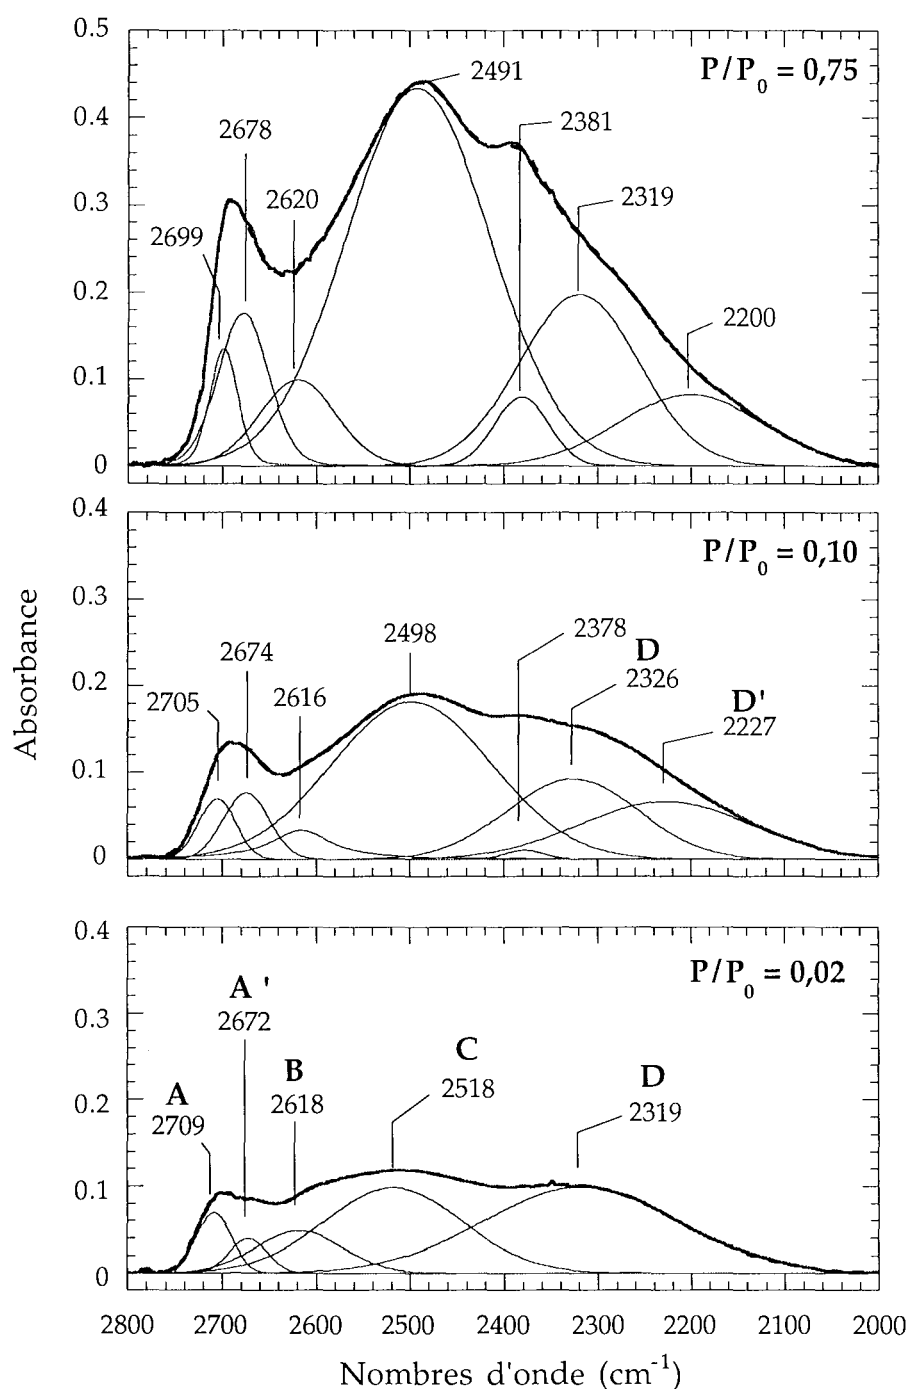 0.5
P/P0 = 0,75
2491
0.4
2381
2678
2620
2319
0.3
2699
0.2
2200
0.1
0
0.4
P/P0 = 0,10
0.3
2498
2378
D
2674
2326
0.2
2705
2616
D'
2227
0.1
0
Absorbance
0.4
P/P0 = 0,02
A '
0.3
2672
C
B
D
0.2
A
2618
2518
2319
2709
0.1
0
2800 2700 2600 2500 2400 2300 2200 2100 2000
Nombres d'onde (cm-1)